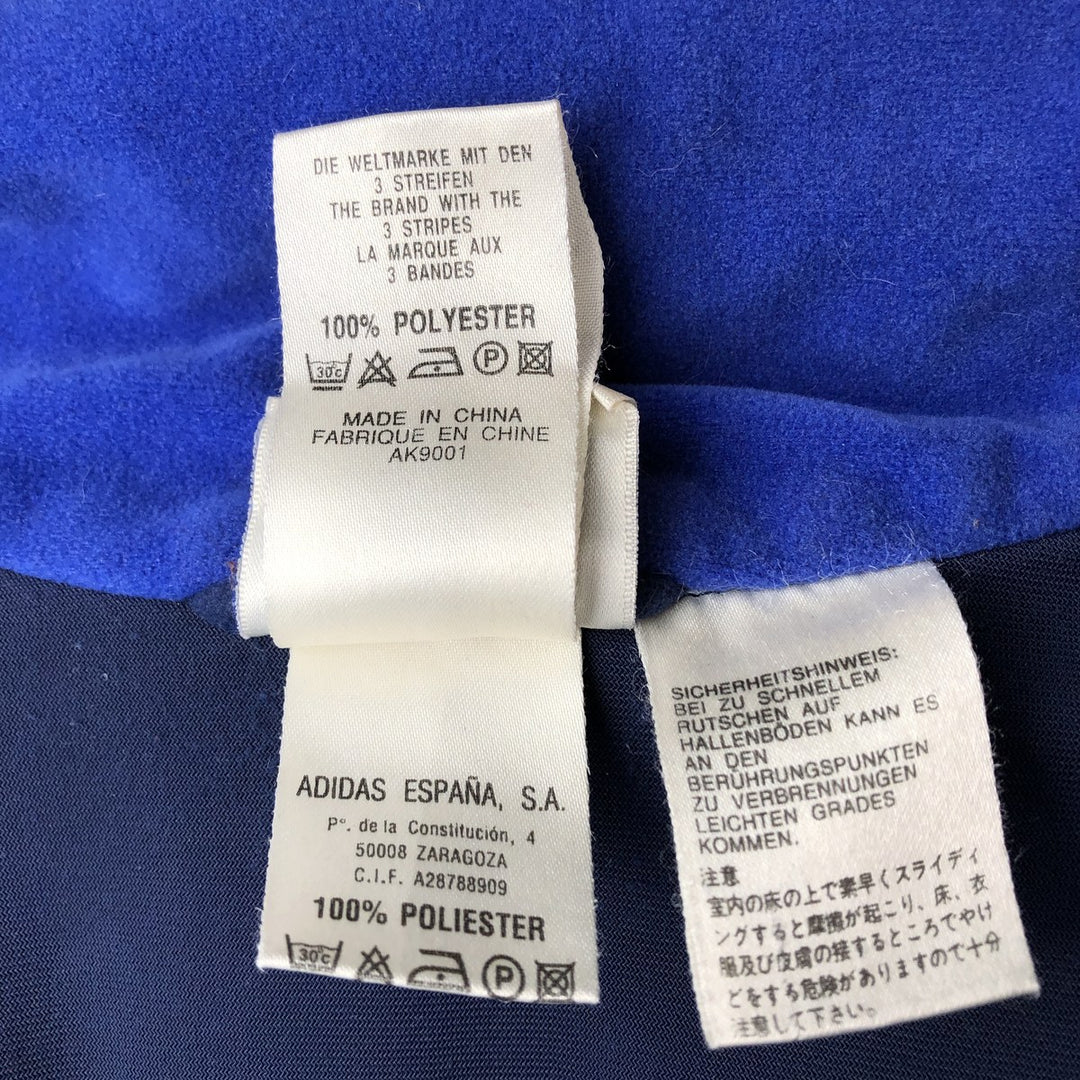 DIE WELTMARKE MIT DEN
3 STREIFEN
THE BRAND WITH THE
3 STRIPES
LA MARQUE AUX
3 BANDES
100% POLYESTER
30°c P
MADE IN CHINA
FABRIQUE EN CHINE
AK9001
ADIDAS ESPAÑA, S.A.
P°. de la Constitución, 4
50008 ZARAGOZA
C.I.F. A28788909
100% POLIESTER
30°c P
SICHERHEITSHINWEIS:
BEI ZU SCHNELLEM
RUTSCHEN AUF
HALLENBÖDEN KANN ES
AN DEN
BERÜHRUNGSPUNKTEN
ZU VERBRENNUNGEN
LEICHTEN GRADES
KOMMEN.
注意
室内の床の上で素早くスライディ
ングすると摩擦が起こり、床、衣
服及び皮膚の接するところでやけ
どをする危険がありますので十分
注意して下さい。